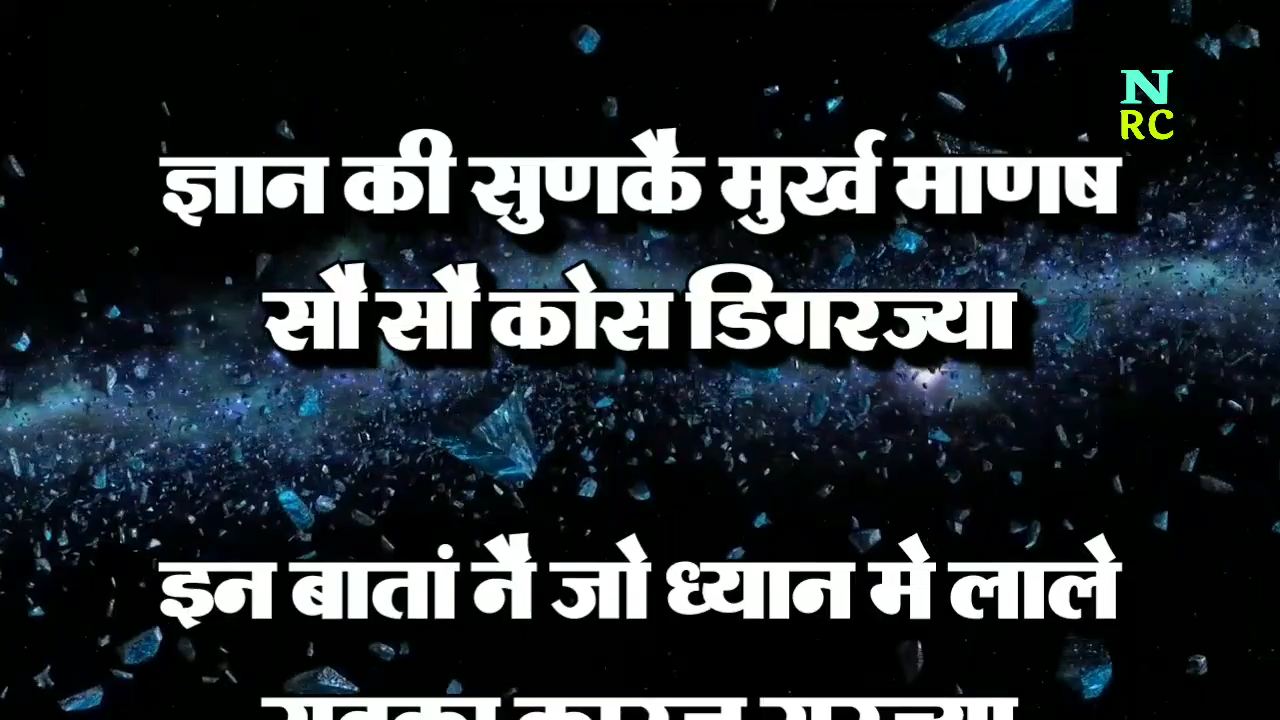 N
RC
ज्ञान की सुणकै मुर्ख माणष
सौ सौ कोस डिगरज्या
इन बातां नै जो ध्यान मे लाले